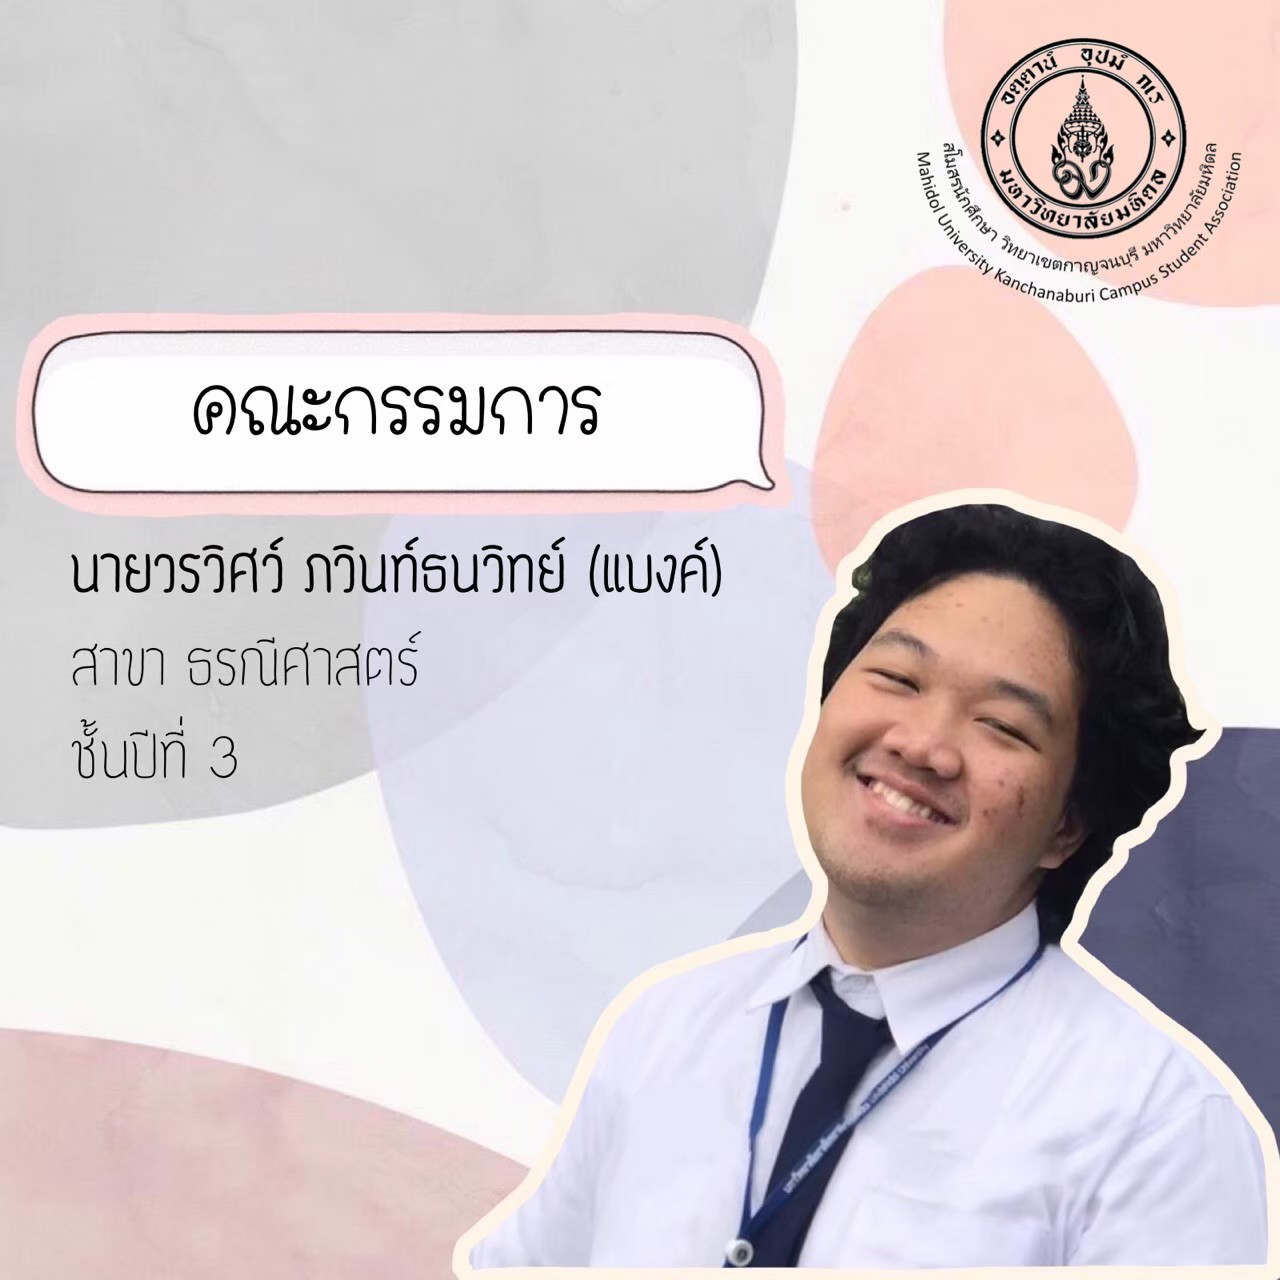 อตฺตานํ อุปมํ กเร
มหาวิทยาลัยมหิดล
สโมสรนักศึกษา วิทยาเขตกาญจนบุรี มหาวิทยาลัยมหิดล
Mahidol University Kanchanaburi Campus Student Association
คณะกรรมการ
นายวรวิศว์ ภวินท์ธนวิทย์ (แบงค์)
สาขา ธรณีศาสตร์
ชั้นปีที่ 3